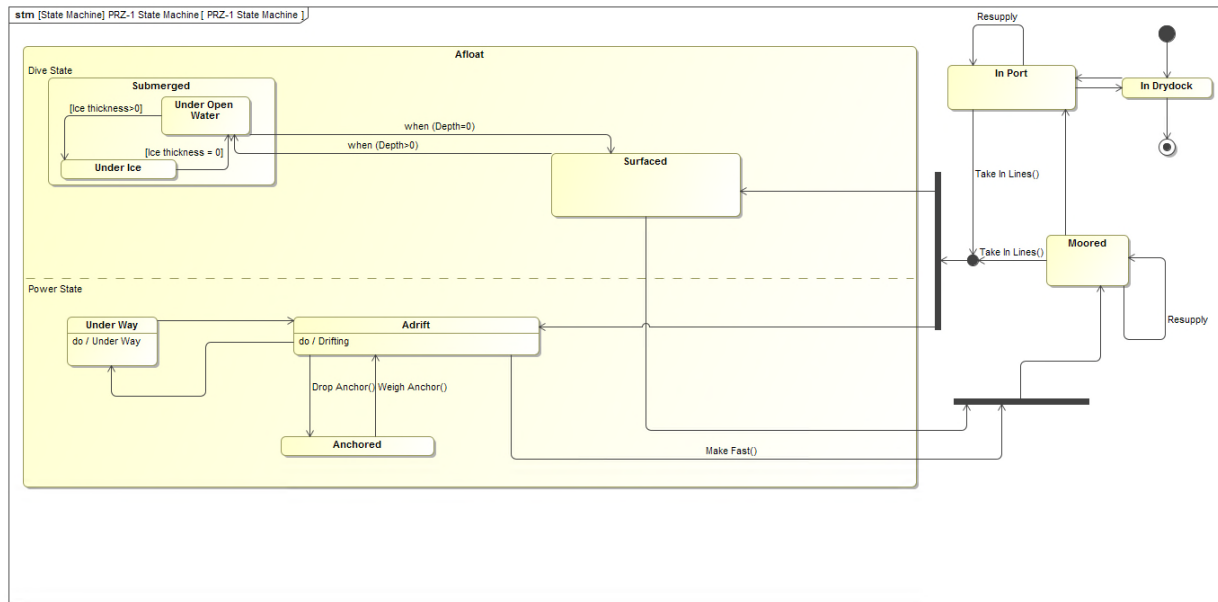 stm [State Machine] PRZ-1 State Machine [ PRZ-1 State Machine ]
Afloat
Dive State
Submerged
Under Open
Water
[Ice thickness>0]
[Ice thickness = 0]
Under Ice
when (Depth=0)
when (Depth>0)
Surfaced
Power State
Under Way
do / Under Way
Adrift
do / Drifting
Drop Anchor()
Weigh Anchor()
Anchored
Make Fast()
Resupply
In Port
In Drydock
Take In Lines()
Take In Lines()
Moored
Resupply